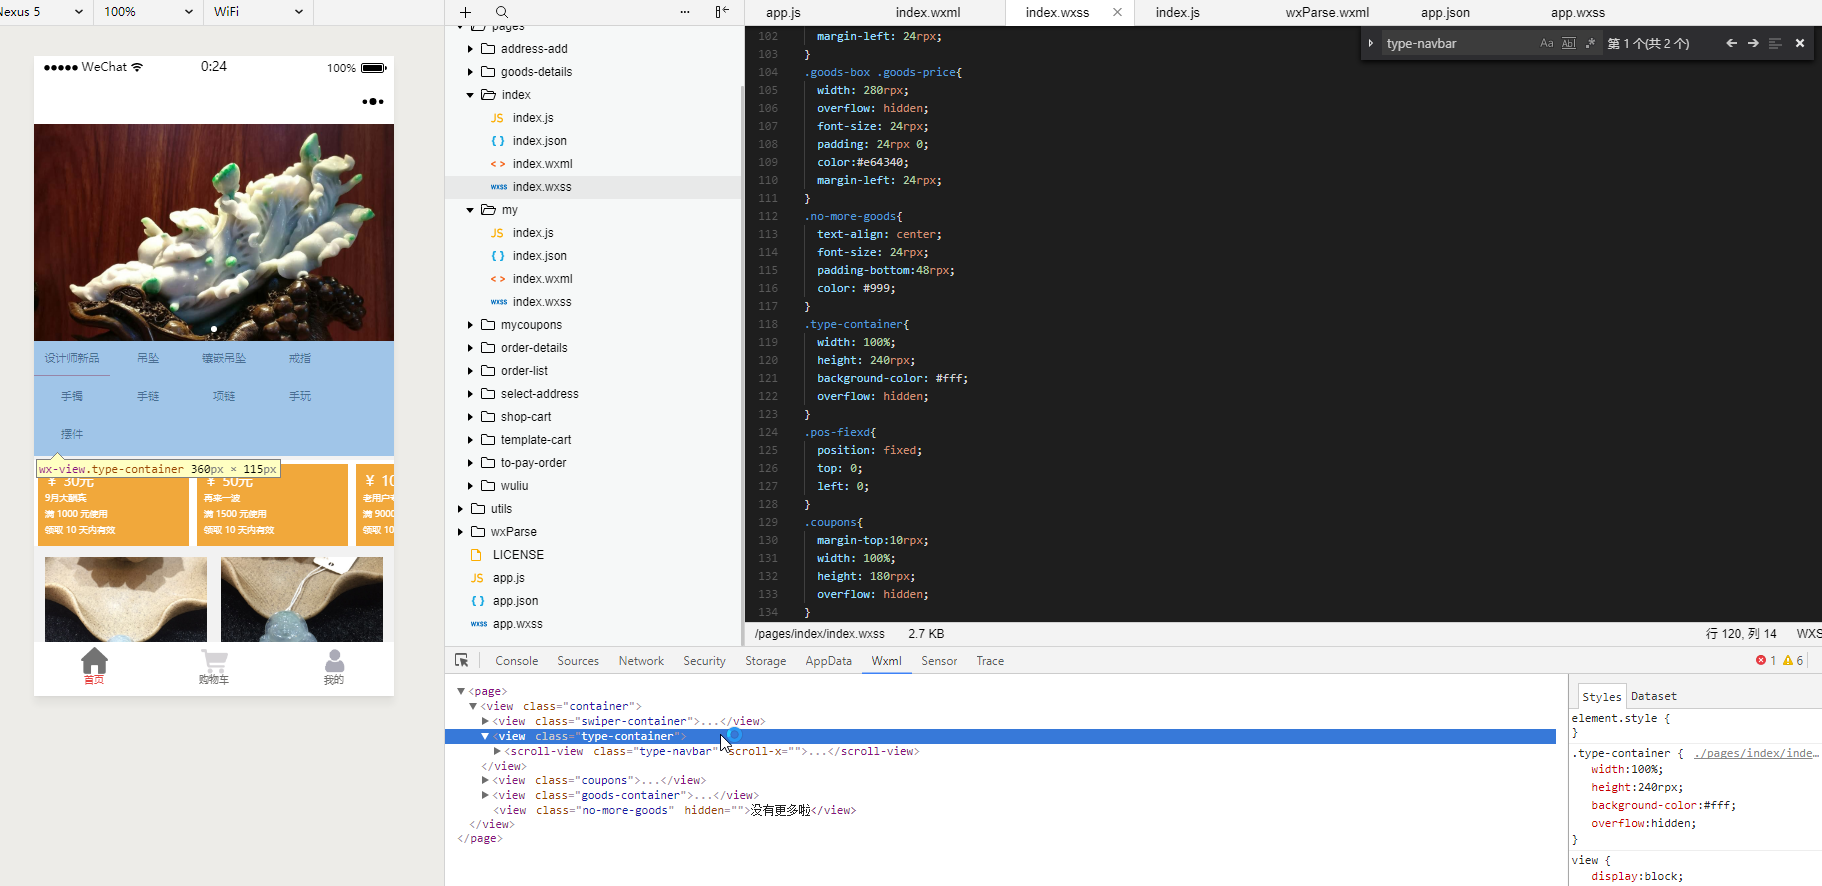 Nexus 5
100%
WiFi
WeChat
0:24
100%
设计师新品
吊坠
镶嵌吊坠
戒指
手镯
手链
项链
手玩
摆件
wx-view.type-container 360px × 115px
¥ 30元
9月大酬宾
满 1000 元使用
领取 10 天内有效
¥ 50元
再来一波
满 1500 元使用
领取 10 天内有效
¥ 10
老用户
满 9000
领取 10
首页
购物车
我的
pages
address-add
goods-details
index
JS index.js
{ } index.json
< > index.wxml
wxss index.wxss
my
JS index.js
{ } index.json
< > index.wxml
wxss index.wxss
mycoupons
order-details
order-list
select-address
shop-cart
template-cart
to-pay-order
wuliu
utils
wxParse
LICENSE
JS app.js
{ } app.json
wxss app.wxss
app.js
index.wxml
index.wxss
index.js
wxParse.wxml
app.json
app.wxss
type-navbar
Aa
Abl
.*
第 1 个(共 2 个)
102 margin-left: 24rpx;
103 }
104 .goods-box .goods-price{
105 width: 280rpx;
106 overflow: hidden;
107 font-size: 24rpx;
108 padding: 24rpx 0;
109 color:#e64340;
110 margin-left: 24rpx;
111 }
112 .no-more-goods{
113 text-align: center;
114 font-size: 24rpx;
115 padding-bottom:48rpx;
116 color: #999;
117 }
118 .type-container{
119 width: 100%;
120 height: 240rpx;
121 background-color: #fff;
122 overflow: hidden;
123 }
124 .pos-fiexd{
125 position: fixed;
126 top: 0;
127 left: 0;
128 }
129 .coupons{
130 margin-top:10rpx;
131 width: 100%;
132 height: 180rpx;
133 overflow: hidden;
134 }
/pages/index/index.wxss
2.7 KB
行 120, 列 14
WXS
Console
Sources
Network
Security
Storage
AppData
Wxml
Sensor
Trace
1
6
<page>
<view class="container">
<view class="swiper-container">...</view>
<view class="type-container">
<scroll-view class="type-navbar" scroll-x="">...</scroll-view>
</view>
<view class="coupons">...</view>
<view class="goods-container">...</view>
<view class="no-more-goods" hidden="">没有更多啦</view>
</view>
</page>
Styles
Dataset
element.style {
}
.type-container { ./pages/index/inde...
width:100%;
height:240rpx;
background-color:#fff;
overflow:hidden;
}
view {
display:block;